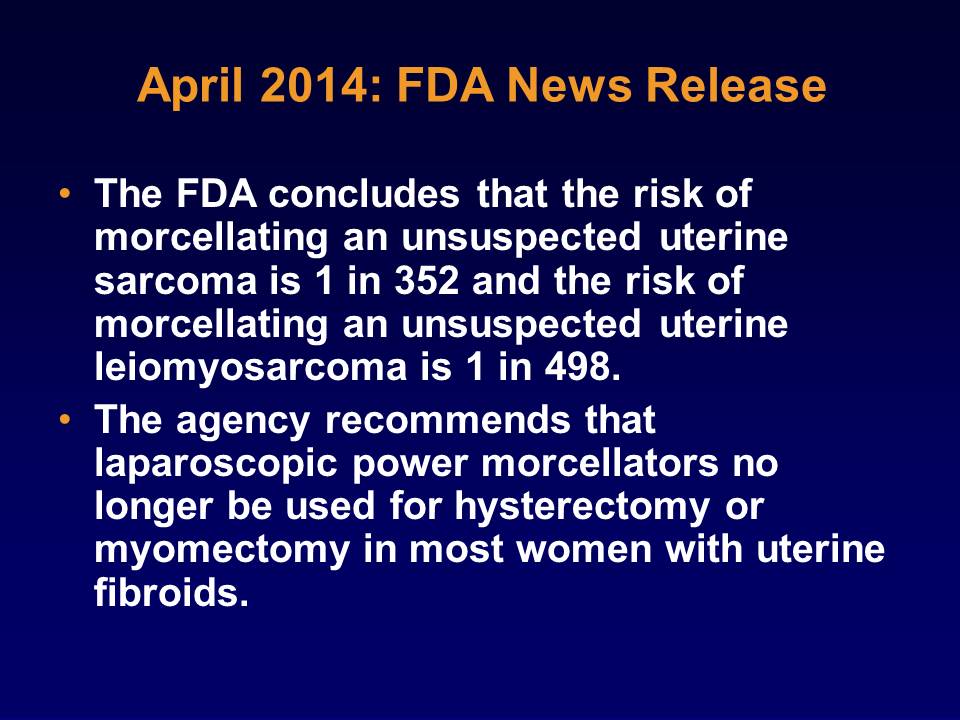 April 2014: FDA News Release
• The FDA concludes that the risk of
morcellating an unsuspected uterine
sarcoma is 1 in 352 and the risk of
morcellating an unsuspected uterine
leiomyosarcoma is 1 in 498.
• The agency recommends that
laparoscopic power morcellators no
longer be used for hysterectomy or
myomectomy in most women with uterine
fibroids.